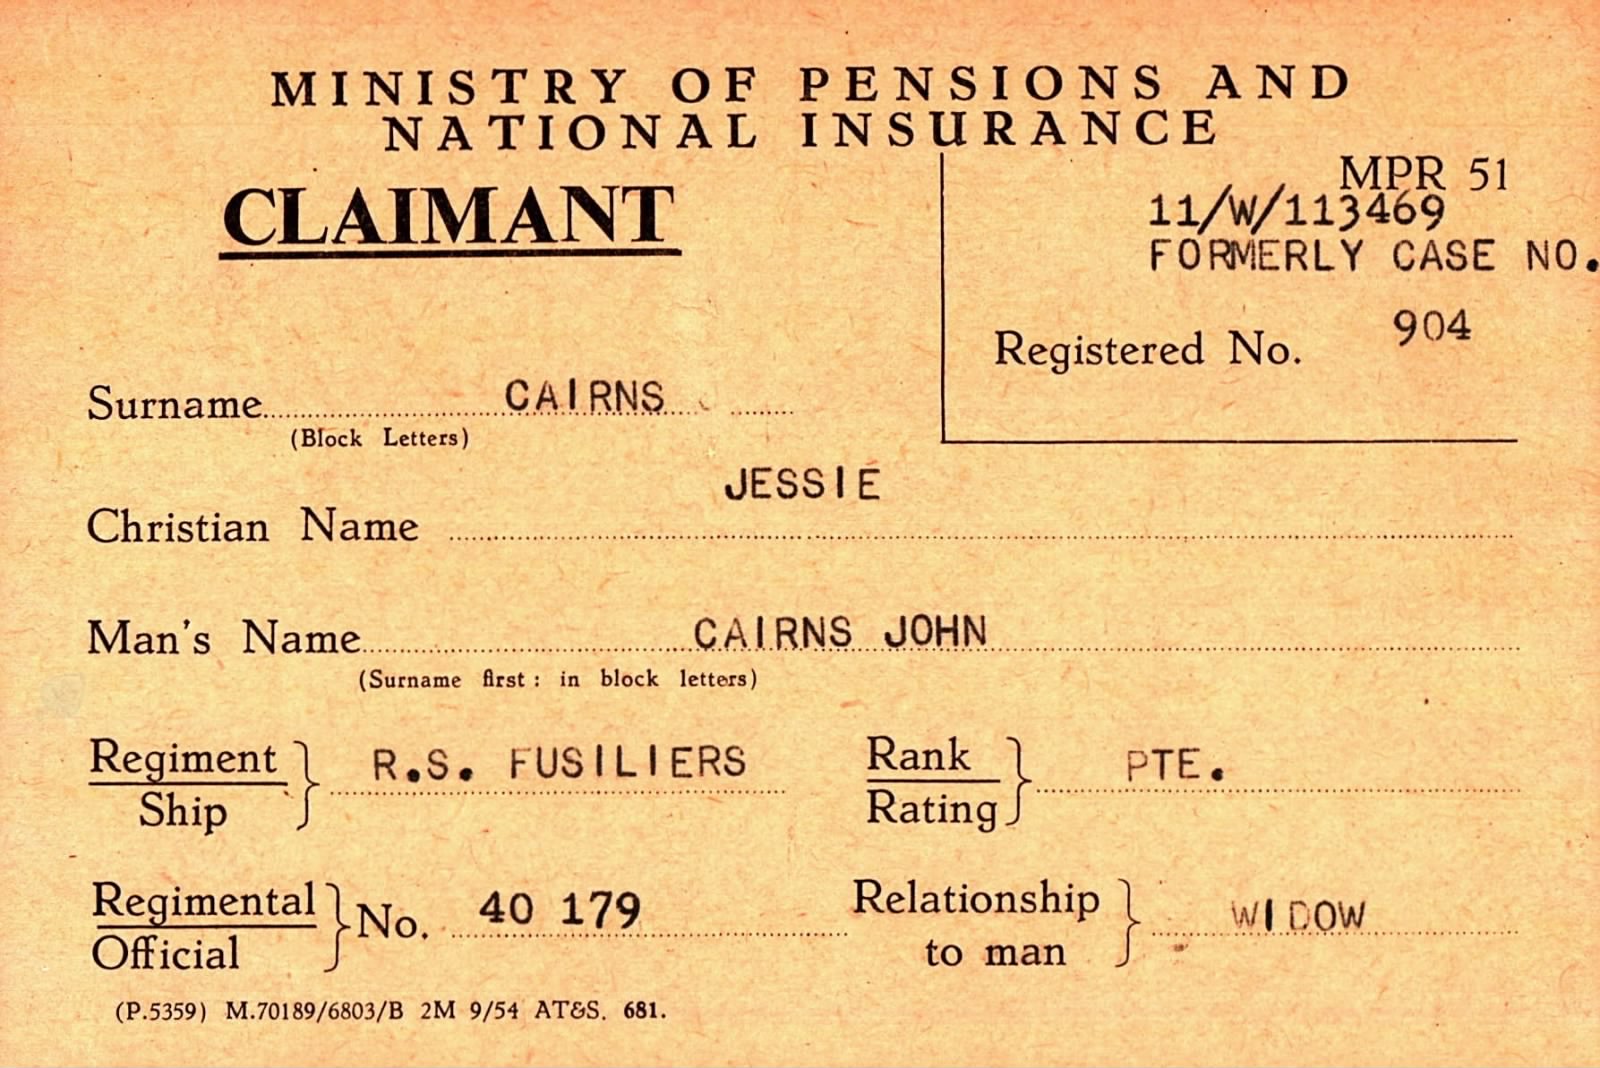 MINISTRY OF PENSIONS AND
NATIONAL INSURANCE
CLAIMANT
MPR 51
11/W/113469
FORMERLY CASE NO.
Registered No. 904
Surname CAIRNS
(Block Letters)
JESSIE
Christian Name
Man's Name CAIRNS JOHN
(Surname first : in block letters)
Regiment
Ship
R.S. FUSILIERS
Rank
Rating
PTE.
Regimental
Official
No. 40 179
Relationship
to man
WIDOW
(P.5359) M.70189/6803/B 2M 9/54 AT&S. 681.